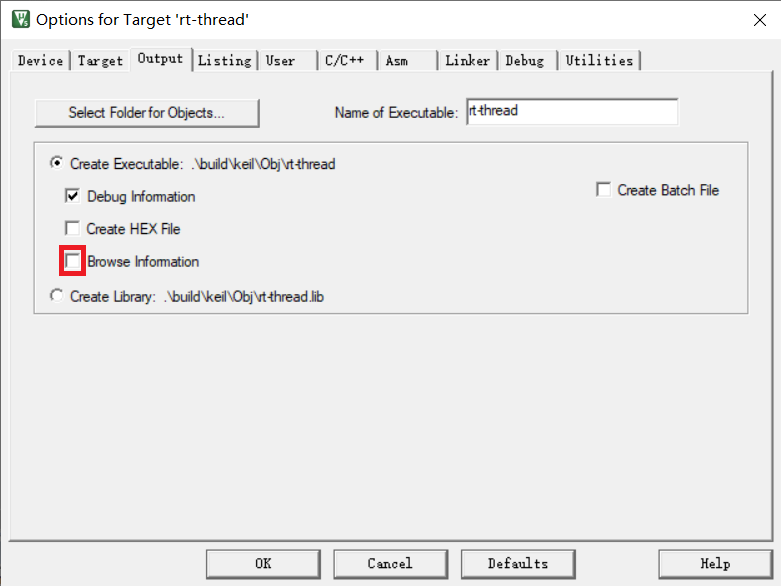 Options for Target 'rt-thread'
Device Target Output Listing User C/C++ Asm Linker Debug Utilities
Select Folder for Objects... Name of Executable: rt-thread
Create Executable: .\build\keil\Obj\rt-thread
Debug Information
Create Batch File
Create HEX File
Browse Information
Create Library: .\build\keil\Obj\rt-thread.lib
OK Cancel Defaults Help